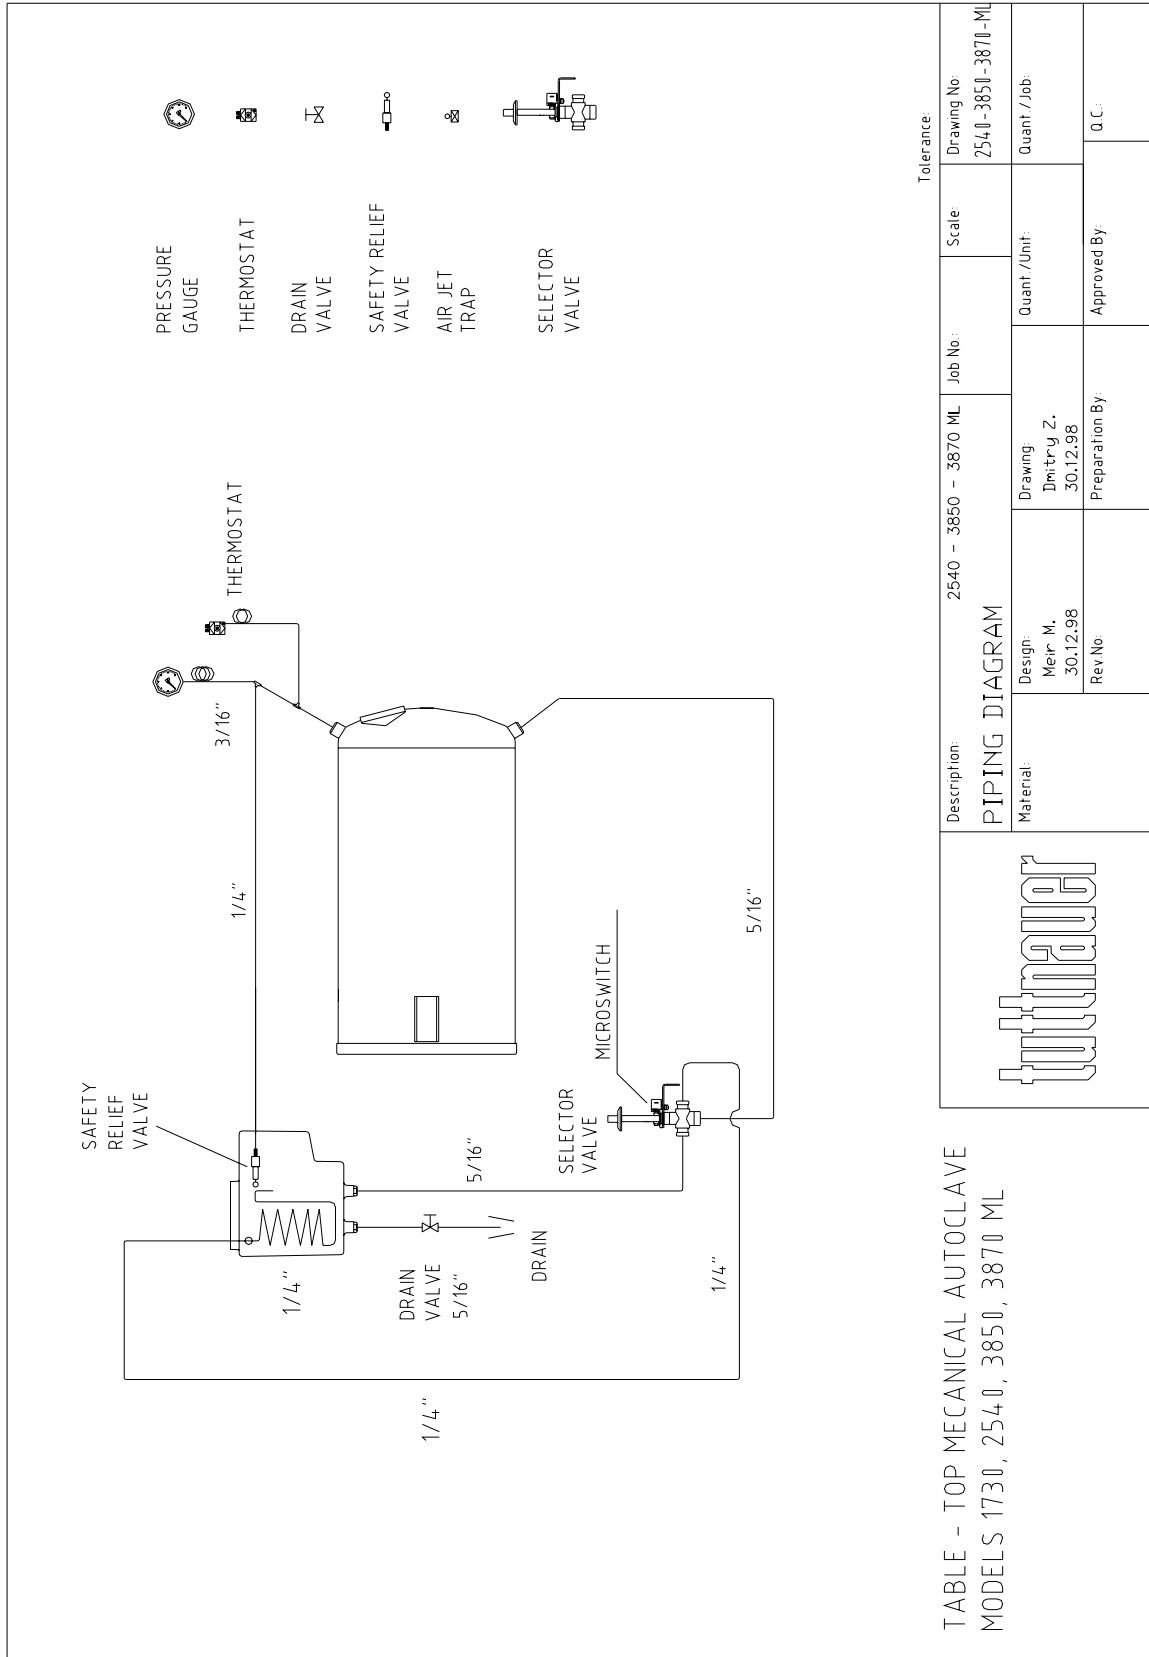 PRESSURE
GAUGE
THERMOSTAT
DRAIN
VALVE
SAFETY RELIEF
VALVE
AIR JET
TRAP
SELECTOR
VALVE
THERMOSTAT
3/16"
1/4"
SAFETY
RELIEF
VALVE
1/4"
DRAIN
VALVE
5/16"
5/16"
DRAIN
1/4"
SELECTOR
VALVE
MICROSWITCH
1/4"
5/16"
TABLE - TOP MECANICAL AUTOCLAVE
MODELS 1730, 2540, 3850, 3870 ML
tuttnauer
Tolerance:
Description:
2540 - 3850 - 3870 ML
PIPING DIAGRAM
Job No.:
Scale:
Drawing No:
2540-3850-3870-ML
Material:
Design:
Meir M.
30.12.98
Drawing:
Dmitry Z.
30.12.98
Quant./Unit:
Quant./Job:
Rev.No:
Preparation By:
Approved By:
Q.C.: